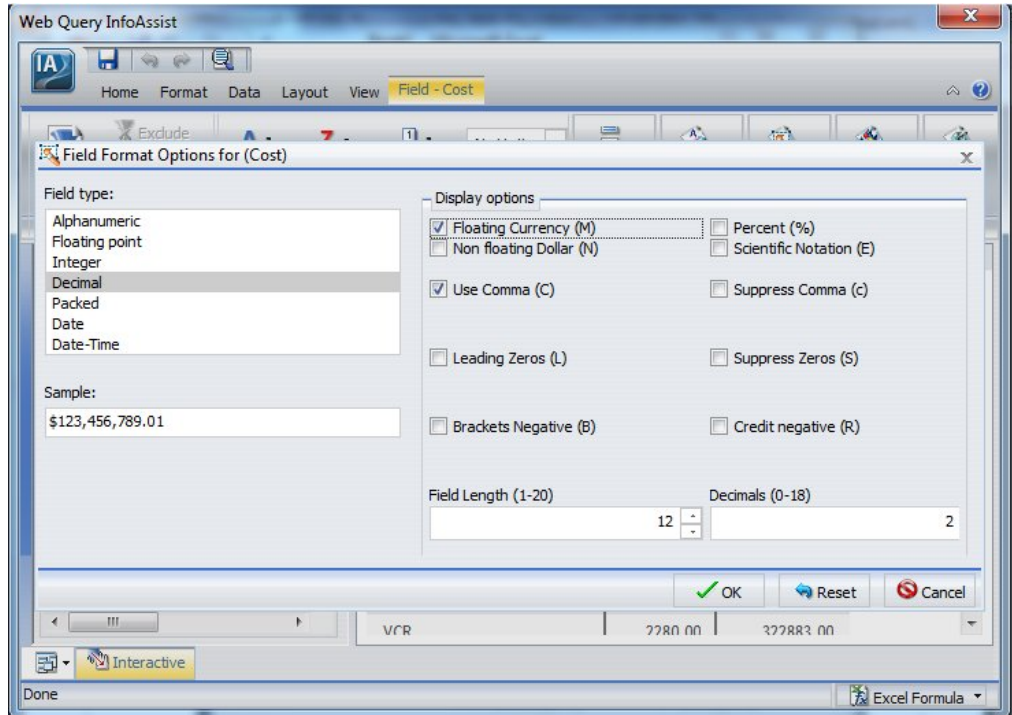 Web Query InfoAssist
IA
Home Format Data Layout View Field - Cost
Exclude
Field Format Options for (Cost)
Field type:
Display options
Alphanumeric
Floating point
Integer
Decimal
Packed
Date
Date-Time
Floating Currency (M)
Percent (%)
Non floating Dollar (N)
Scientific Notation (E)
Use Comma (C)
Suppress Comma (c)
Leading Zeros (L)
Suppress Zeros (S)
Sample:
$123,456,789.01
Brackets Negative (B)
Credit negative (R)
Field Length (1-20)
Decimals (0-18)
12
2
OK Reset Cancel
VCR 2280.00 322883.00
Interactive
Done
Excel Formula